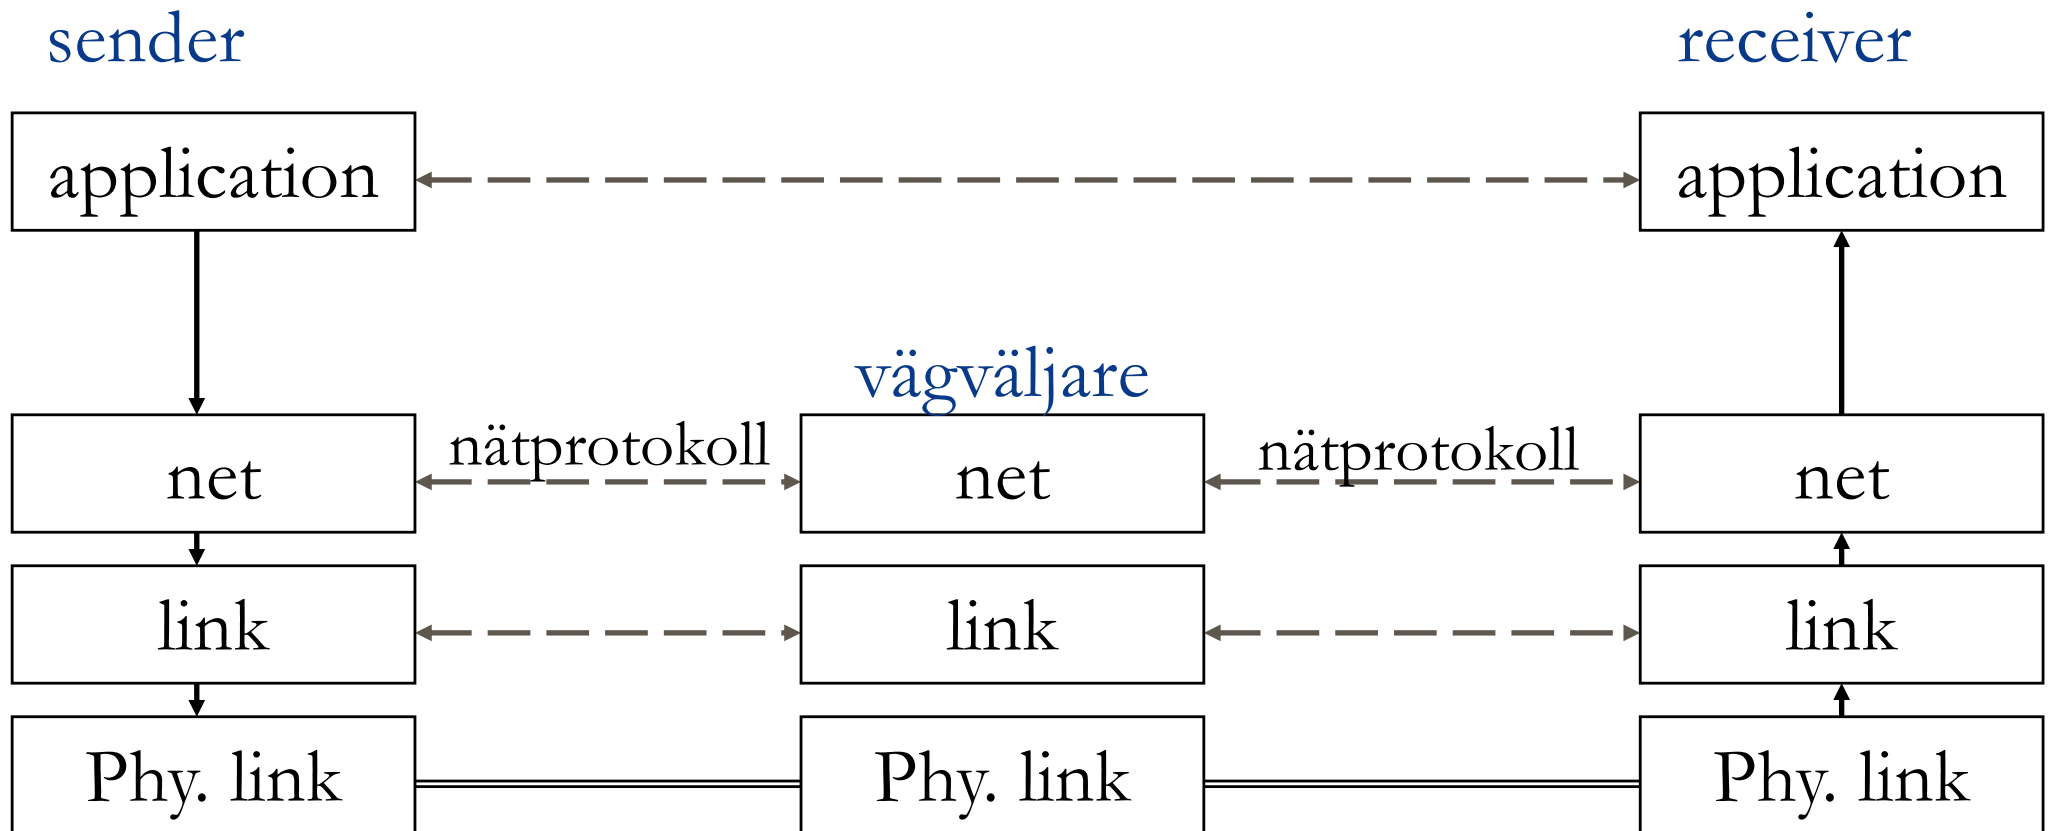 sender
receiver
application
application
vägväljare
nätprotokoll
nätprotokoll
net
net
net
link
link
link
Phy. link
Phy. link
Phy. link